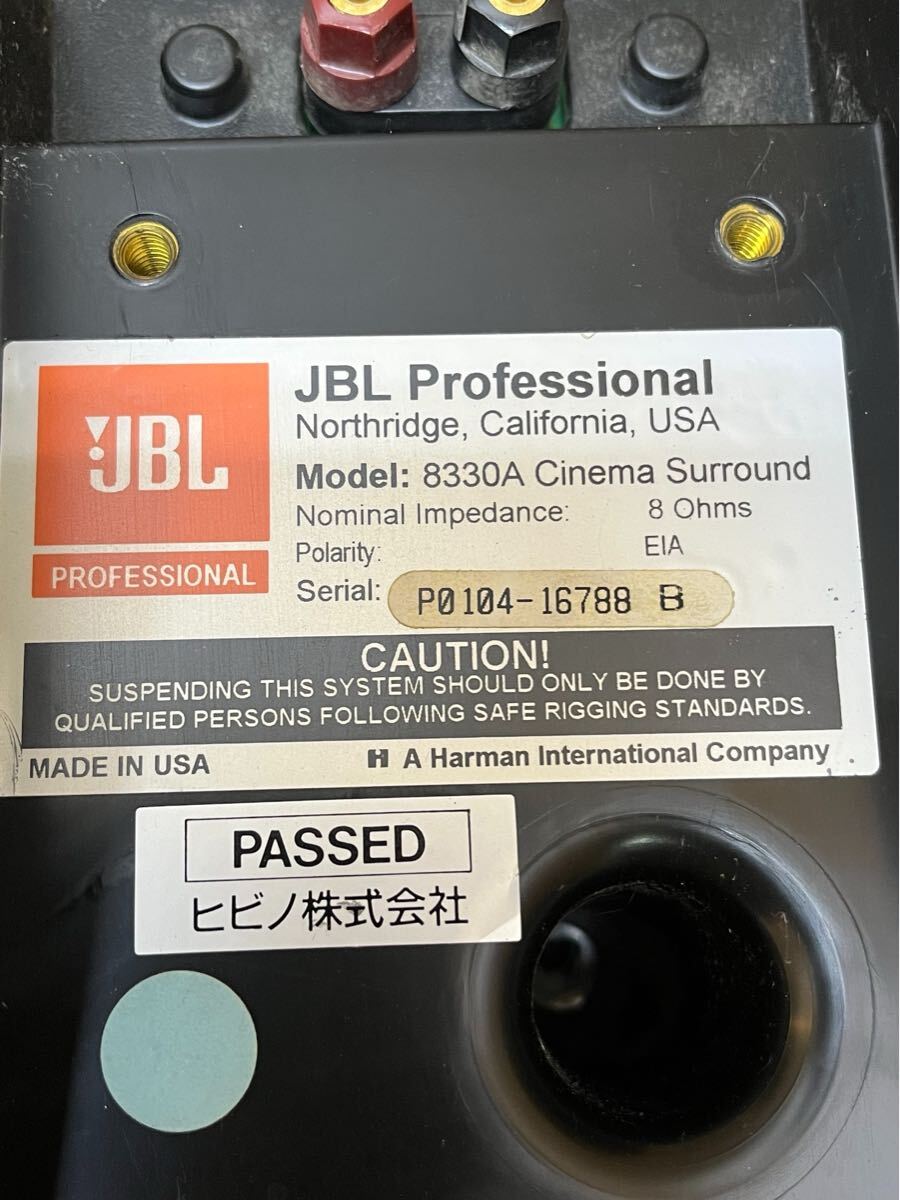 JBL
PROFESSIONAL
JBL Professional
Northridge, California, USA
Model: 8330A Cinema Surround
Nominal Impedance: 8 Ohms
Polarity: EIA
Serial: P0104-16788 B
CAUTION!
SUSPENDING THIS SYSTEM SHOULD ONLY BE DONE BY
QUALIFIED PERSONS FOLLOWING SAFE RIGGING STANDARDS.
MADE IN USA
H A Harman International Company
PASSED
ヒビノ株式会社